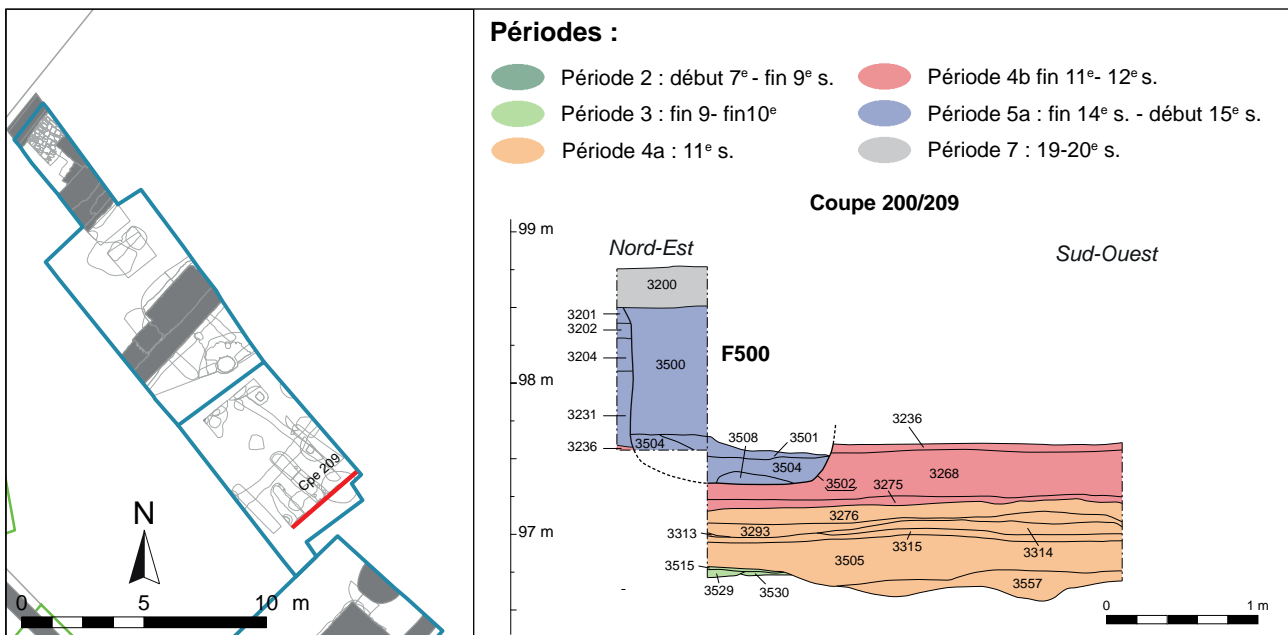 Périodes :
Période 2 : début 7e - fin 9e s.
Période 3 : fin 9- fin10e
Période 4a : 11e s.
Période 4b fin 11e- 12e s.
Période 5a : fin 14e s. - début 15e s.
Période 7 : 19-20e s.
Coupe 200/209
99 m
Nord-Est
Sud-Ouest
3200
3201
3202
3204
3500
F500
98 m
3231
3236
3504
3508
3501
3236
3504
3268
3502
3275
3276
97 m
3313
3293
3315
3314
3515
3505
3557
3529
3530
0 1 m
Cpe 209
N
0 5 10 m